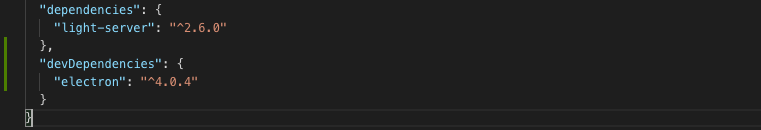 "dependencies": {
"light-server": "^2.6.0"
},
"devDependencies": {
"electron": "^4.0.4"
}
}